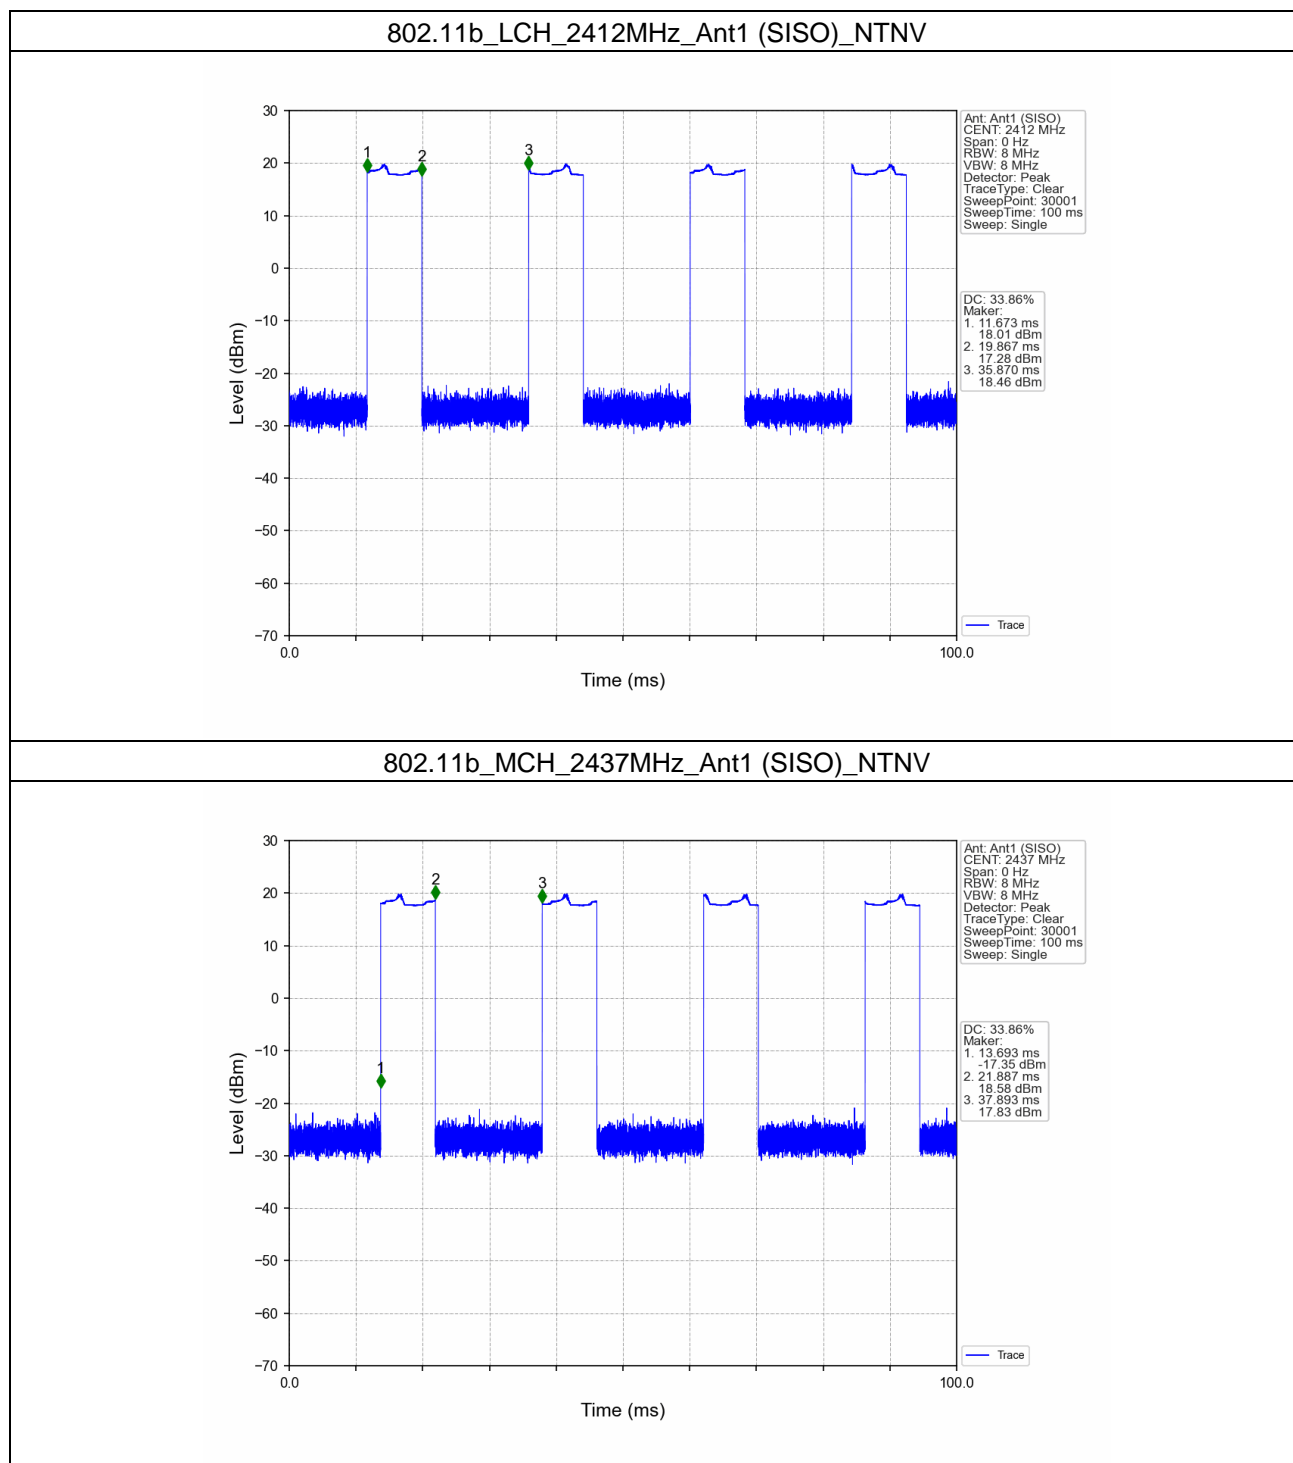 802.11b_LCH_2412MHz_Ant1 (SISO)_NTNV
30
20
10
0
−10
−20
−30
−40
−50
−60
−70
Level (dBm)
1
2
3
0.0
100.0
Time (ms)
Ant: Ant1 (SISO)
CENT: 2412 MHz
Span: 0 Hz
RBW: 8 MHz
VBW: 8 MHz
Detector: Peak
TraceType: Clear
SweepPoint: 30001
SweepTime: 100 ms
Sweep: Single
DC: 33.86%
Maker:
1. 11.673 ms
18.01 dBm
2. 19.867 ms
17.28 dBm
3. 35.870 ms
18.46 dBm
Trace
802.11b_MCH_2437MHz_Ant1 (SISO)_NTNV
30
20
10
0
−10
−20
−30
−40
−50
−60
−70
Level (dBm)
1
2
3
0.0
100.0
Time (ms)
Ant: Ant1 (SISO)
CENT: 2437 MHz
Span: 0 Hz
RBW: 8 MHz
VBW: 8 MHz
Detector: Peak
TraceType: Clear
SweepPoint: 30001
SweepTime: 100 ms
Sweep: Single
DC: 33.86%
Maker:
1. 13.693 ms
-17.35 dBm
2. 21.887 ms
18.58 dBm
3. 37.893 ms
17.83 dBm
Trace